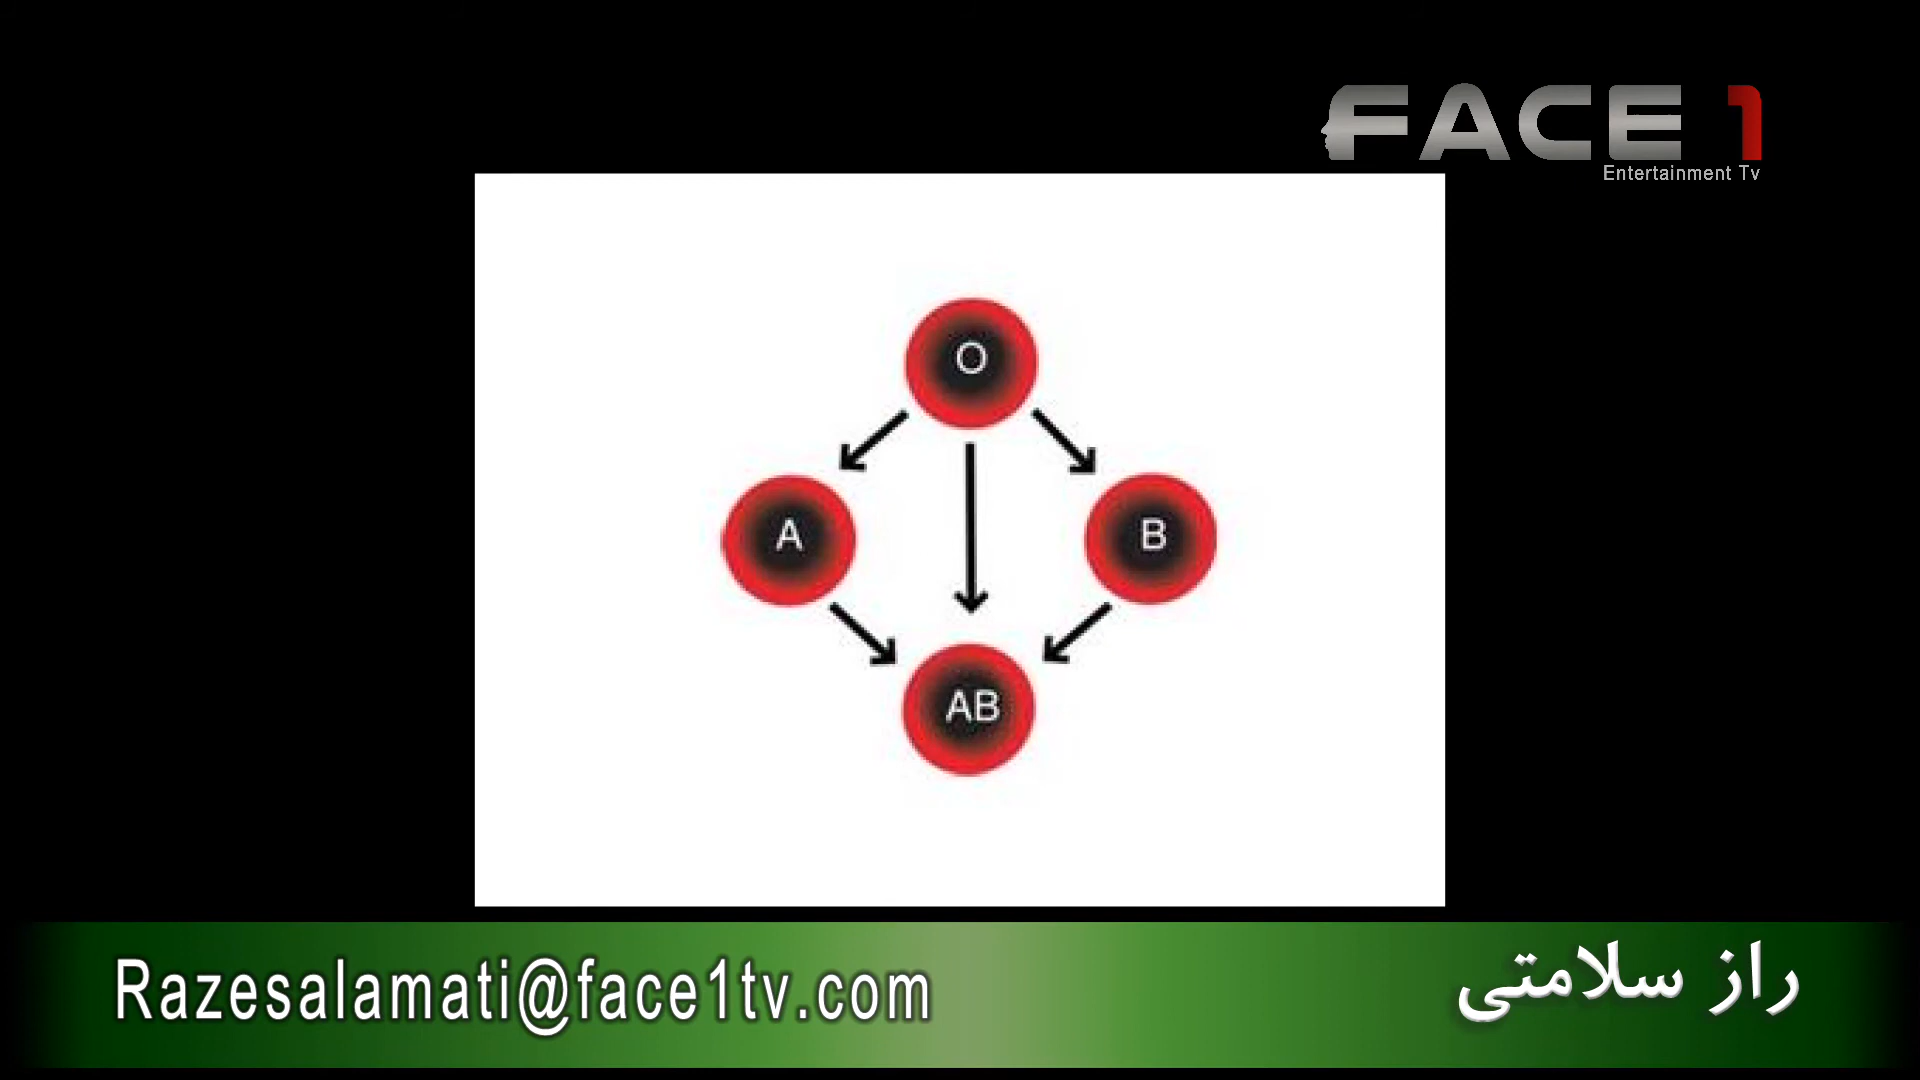 FACE 1
Entertainment Tv
O
A
B
AB
Razesalamati@face1tv.com
راز سلامتی